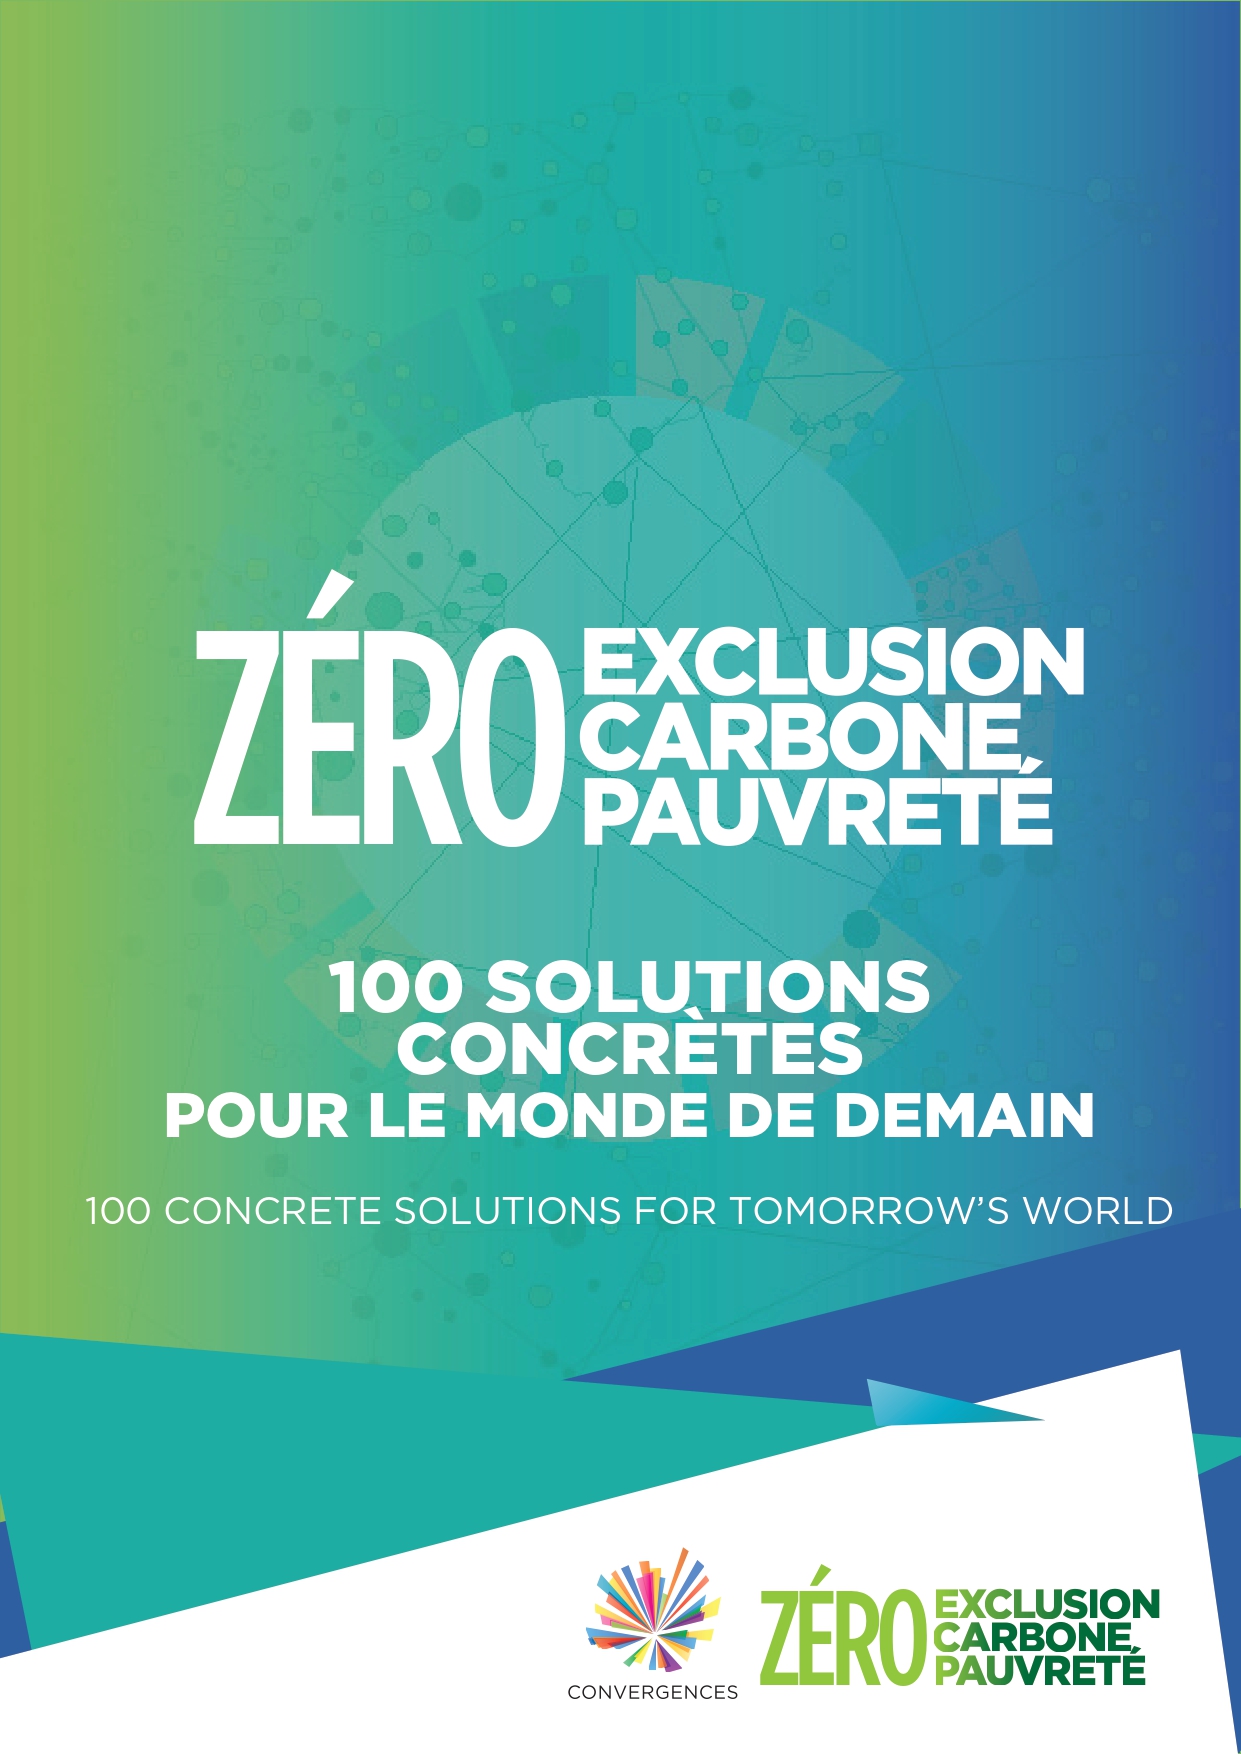 ZÉRO EXCLUSION
CARBONE
PAUVRETÉ
100 SOLUTIONS
CONCRÈTES
POUR LE MONDE DE DEMAIN
100 CONCRETE SOLUTIONS FOR TOMORROW'S WORLD
CONVERGENCES
ZÉRO EXCLUSION
CARBONE
PAUVRETÉ